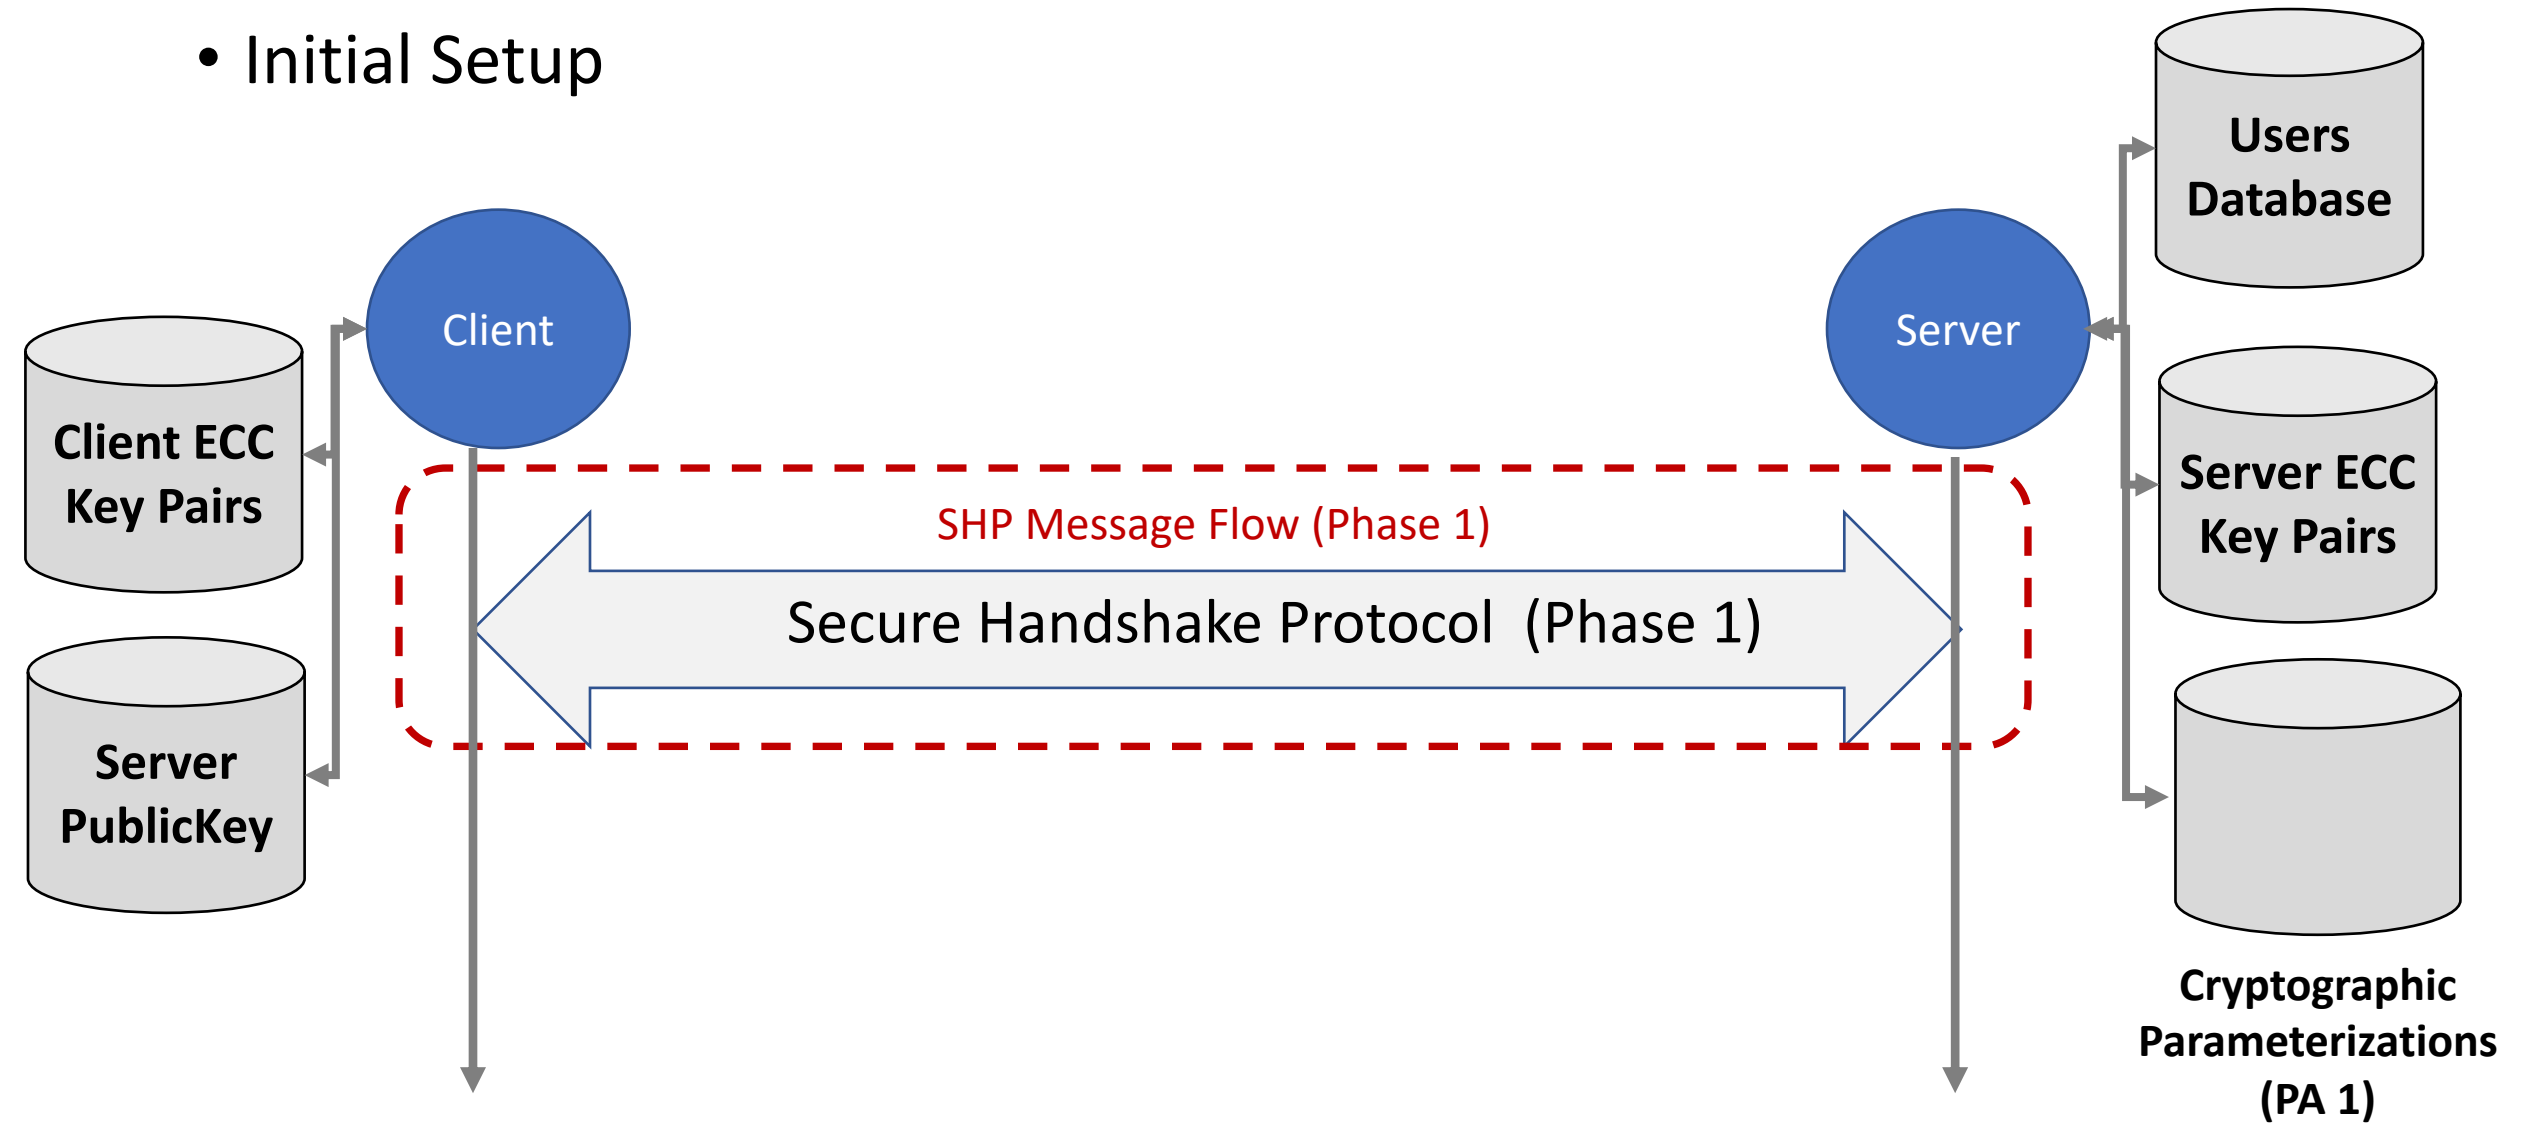 • Initial Setup
Users
Database
Client
Server
Client ECC
Key Pairs
Server ECC
Key Pairs
SHP Message Flow (Phase 1)
Secure Handshake Protocol  (Phase 1)
Server
PublicKey
Cryptographic
Parameterizations
(PA 1)